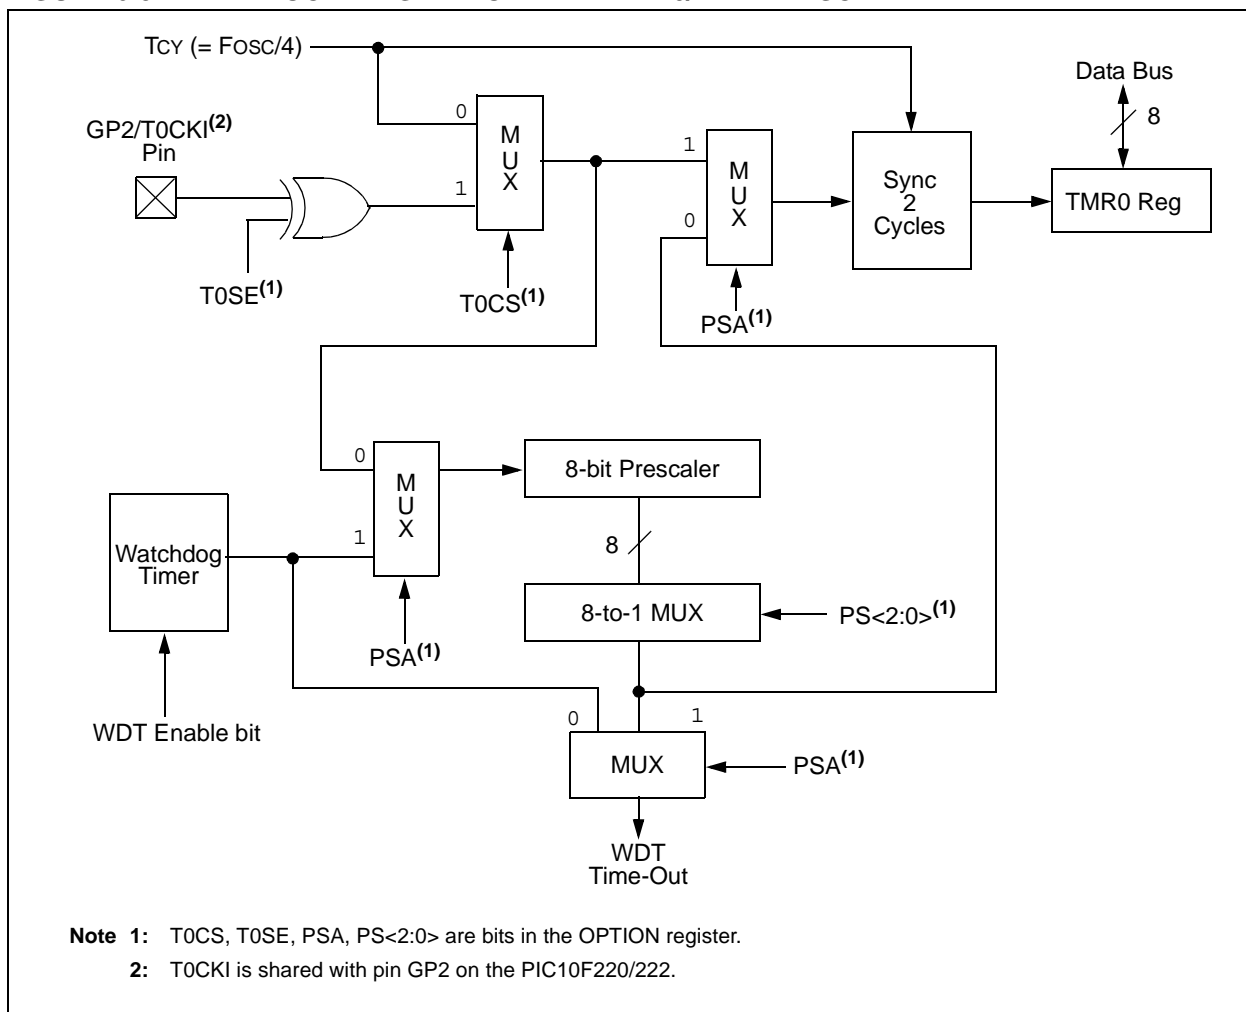 TCY (= FOSC/4)
Data Bus
8
GP2/T0CKI(2)
Pin
0
MUX
1
T0SE(1)
T0CS(1)
1
MUX
0
PSA(1)
Sync
2
Cycles
TMR0 Reg
0
MUX
1
PSA(1)
8-bit Prescaler
8
8-to-1 MUX
PS<2:0>(1)
Watchdog
Timer
WDT Enable bit
0
1
MUX
PSA(1)
WDT
Time-Out
Note 1: T0CS, T0SE, PSA, PS<2:0> are bits in the OPTION register.
2: T0CKI is shared with pin GP2 on the PIC10F220/222.